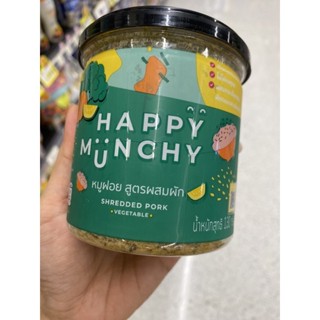 HAPPY
MUNCHY
หมูฝอย สูตรผสมผัก
SHREDDED PORK
• VEGETABLE •
น้ำหนักสุทธิ